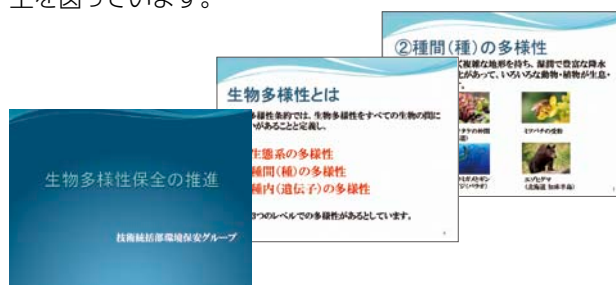 上を図っています。
②種間(種)の多様性
く複雑な地形を持ち、湿潤で豊富な降水
化があって、いろいろな動物・植物が生息・
ミツバチの受粉
エゾヒグマ
(北海道 知床半島)
生物多様性とは
多様性条約では、生物多様性をすべての生物の間に
いがあることと定義し、
生態系の多様性
種間(種)の多様性
種内(遺伝子)の多様性
3つのレベルでの多様性があるとしています。
生物多様性保全の推進
技術統括部環境保安グループ